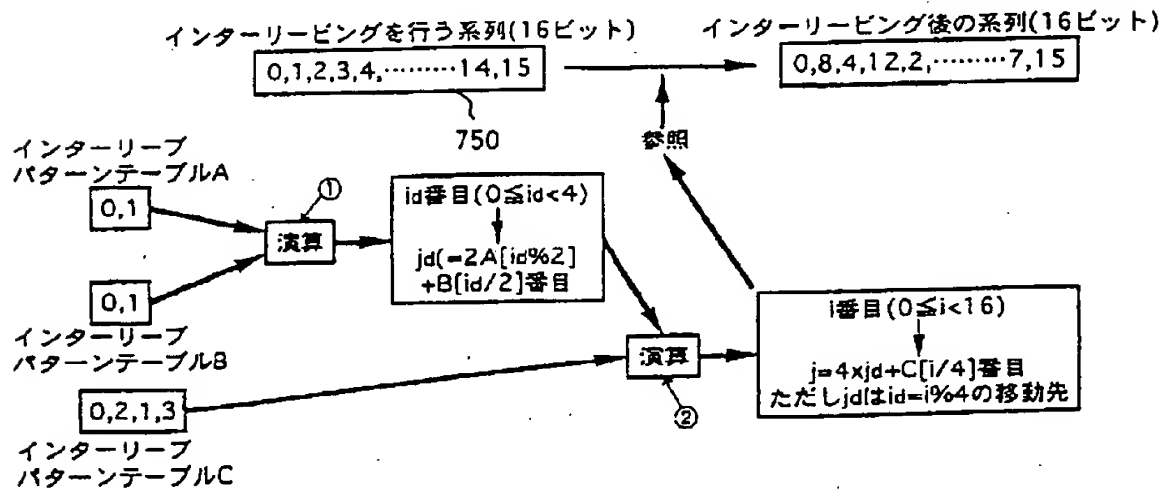 インターリービングを行う系列(16ビット)
0,1,2,3,4,………14,15
750
インターリービング後の系列(16ビット)
0,8,4,12,2,………7,15
参照
インターリーブ
パターンテーブルA
0,1
①
演算
id番目(0≦id<4)
jd(=2A[id%2]
+B[id/2]番目
0,1
インターリーブ
パターンテーブルB
演算
②
i番目(0≦i<16)
j=4xjd+C[i/4]番目
ただしjdはid=i%4の移動先
0,2,1,3
インターリーブ
パターンテーブルC